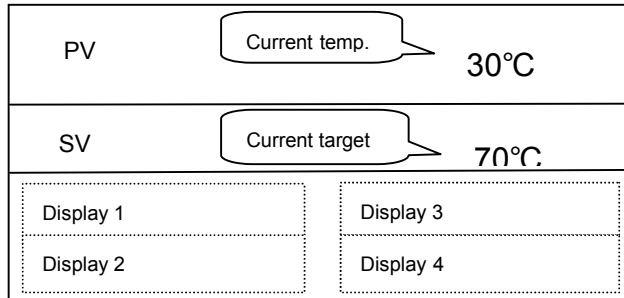 PV Current temp. 30℃
SV Current target 70℃
Display 1 Display 3
Display 2 Display 4